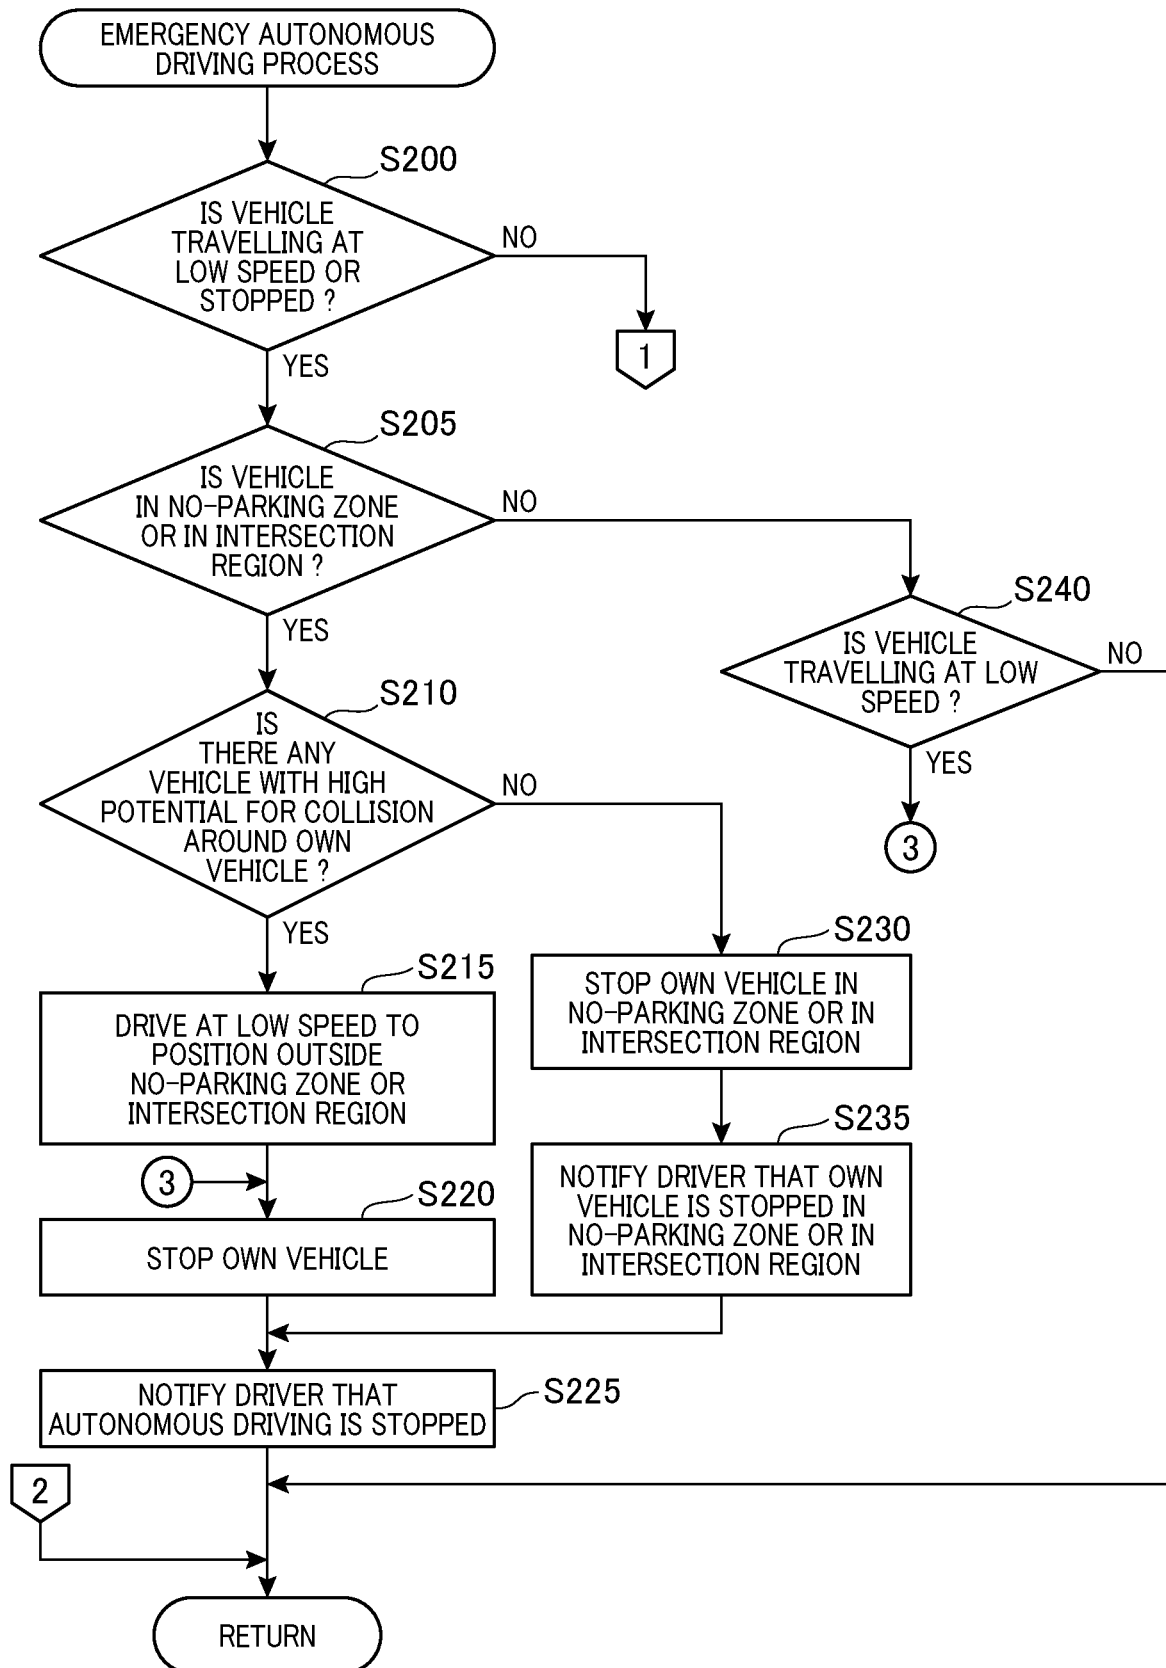 EMERGENCY AUTONOMOUS
DRIVING PROCESS
S200
IS VEHICLE
TRAVELLING AT
LOW SPEED OR
STOPPED ?
NO
1
YES
S205
IS VEHICLE
IN NO-PARKING ZONE
OR IN INTERSECTION
REGION ?
NO
YES
S240
IS VEHICLE
TRAVELLING AT LOW
SPEED ?
NO
YES
3
S210
IS
THERE ANY
VEHICLE WITH HIGH
POTENTIAL FOR COLLISION
AROUND OWN
VEHICLE ?
NO
YES
S215
DRIVE AT LOW SPEED TO
POSITION OUTSIDE
NO-PARKING ZONE OR
INTERSECTION REGION
S230
STOP OWN VEHICLE IN
NO-PARKING ZONE OR IN
INTERSECTION REGION
S235
NOTIFY DRIVER THAT OWN
VEHICLE IS STOPPED IN
NO-PARKING ZONE OR IN
INTERSECTION REGION
3
S220
STOP OWN VEHICLE
S225
NOTIFY DRIVER THAT
AUTONOMOUS DRIVING IS STOPPED
2
RETURN